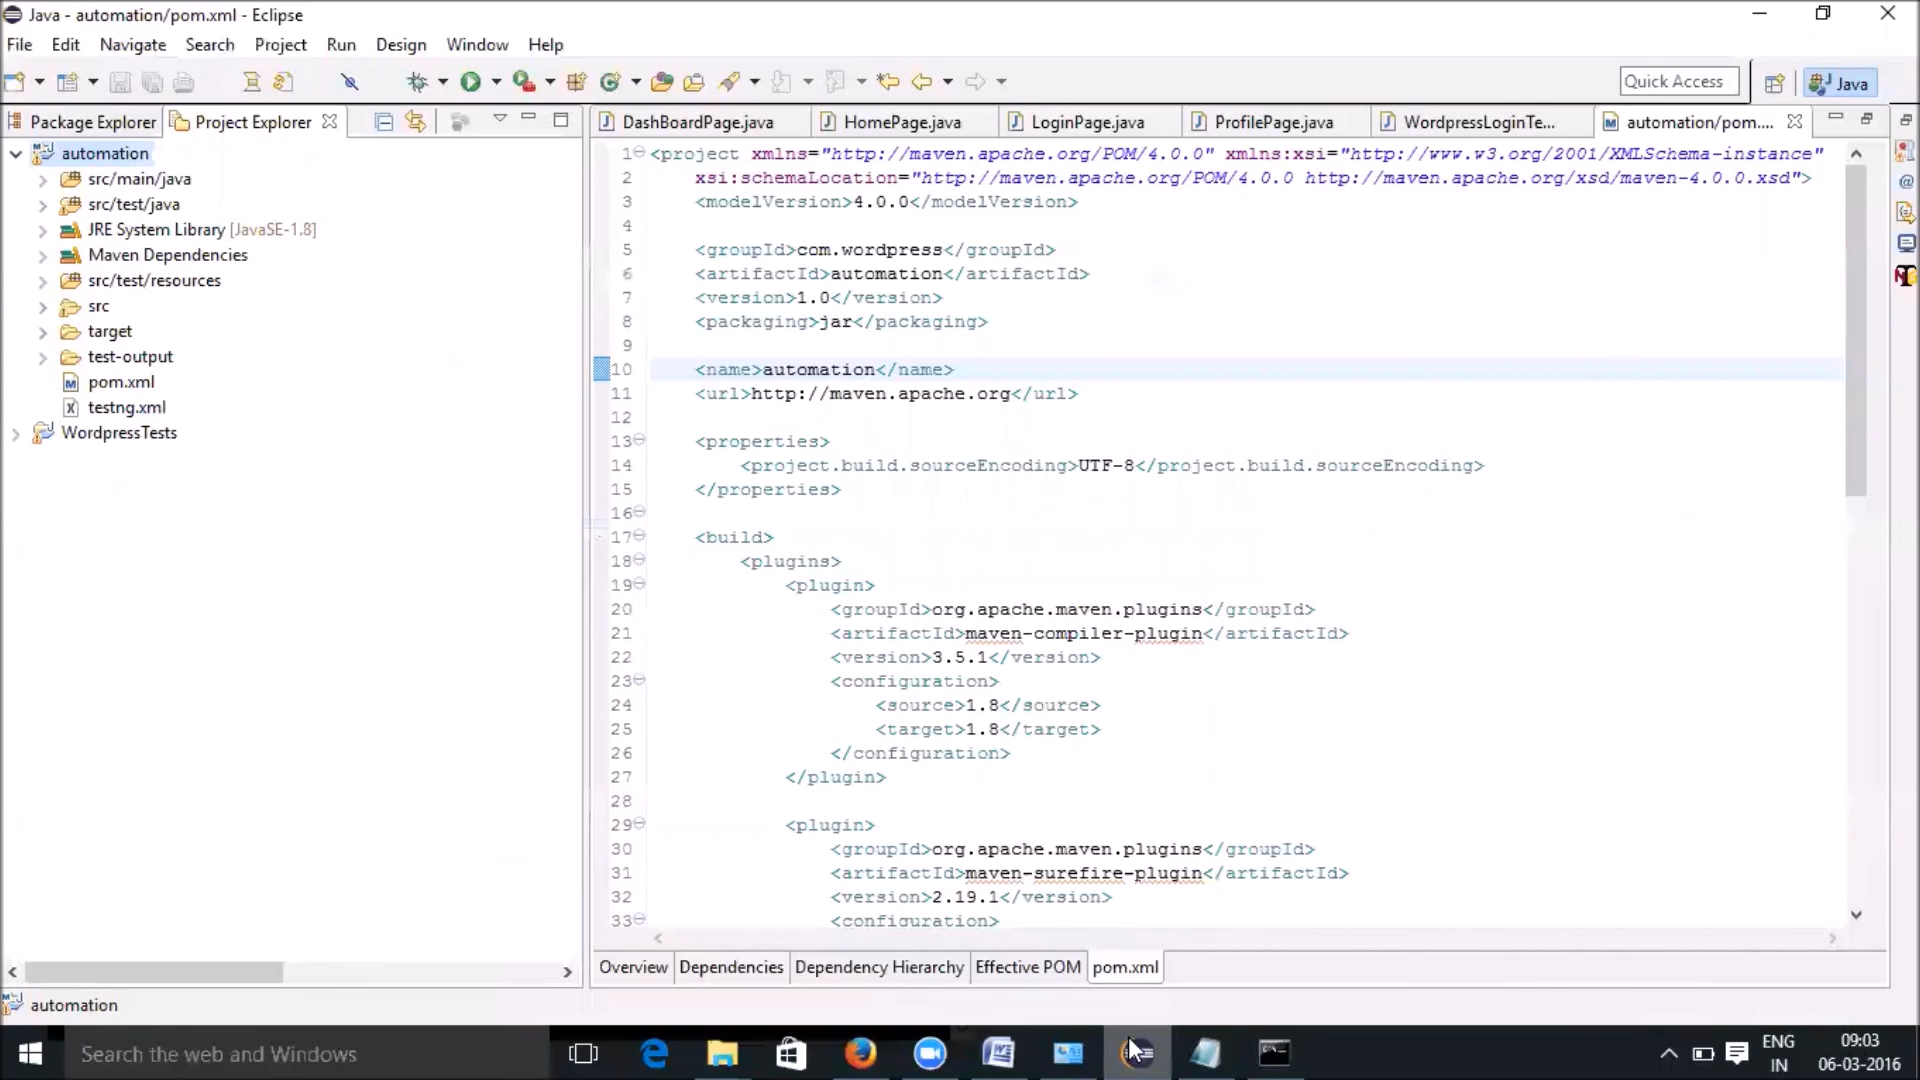 Java - automation/pom.xml - Eclipse
File Edit Navigate Search Project Run Design Window Help
Quick Access
Java
Package Explorer
Project Explorer
DashBoardPage.java
HomePage.java
LoginPage.java
ProfilePage.java
WordpressLoginTe...
automation/pom....
automation
src/main/java
src/test/java
JRE System Library [JavaSE-1.8]
Maven Dependencies
src/test/resources
src
target
test-output
pom.xml
testng.xml
WordpressTests
1 <project xmlns="http://maven.apache.org/POM/4.0.0" xmlns:xsi="http://www.w3.org/2001/XMLSchema-instance"
2 xsi:schemaLocation="http://maven.apache.org/POM/4.0.0 http://maven.apache.org/xsd/maven-4.0.0.xsd">
3 <modelVersion>4.0.0</modelVersion>
4
5 <groupId>com.wordpress</groupId>
6 <artifactId>automation</artifactId>
7 <version>1.0</version>
8 <packaging>jar</packaging>
9
10 <name>automation</name>
11 <url>http://maven.apache.org</url>
12
13 <properties>
14 <project.build.sourceEncoding>UTF-8</project.build.sourceEncoding>
15 </properties>
16
17 <build>
18 <plugins>
19 <plugin>
20 <groupId>org.apache.maven.plugins</groupId>
21 <artifactId>maven-compiler-plugin</artifactId>
22 <version>3.5.1</version>
23 <configuration>
24 <source>1.8</source>
25 <target>1.8</target>
26 </configuration>
27 </plugin>
28
29 <plugin>
30 <groupId>org.apache.maven.plugins</groupId>
31 <artifactId>maven-surefire-plugin</artifactId>
32 <version>2.19.1</version>
33 <configuration>
Overview Dependencies Dependency Hierarchy Effective POM pom.xml
automation
Search the web and Windows
ENG
IN
09:03
06-03-2016